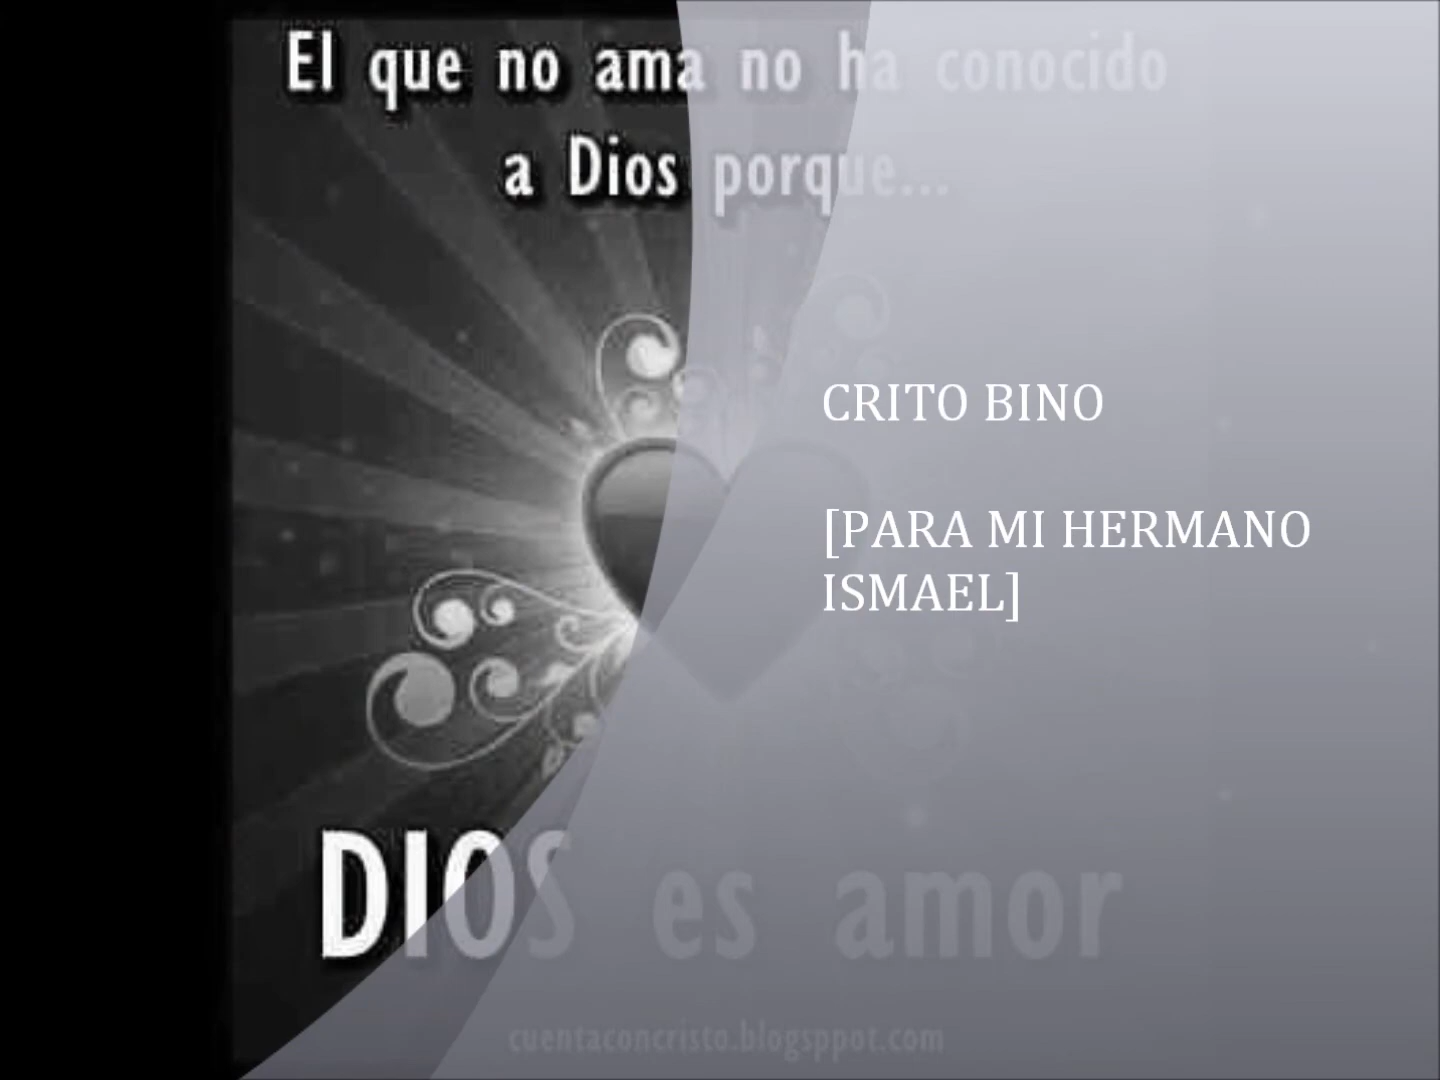 El que no ama no ha conocido
a Dios porque...
CRITO BINO
[PARA MI HERMANO
ISMAEL]
DIOS es amor
cuentaconcristo.blogsppot.com